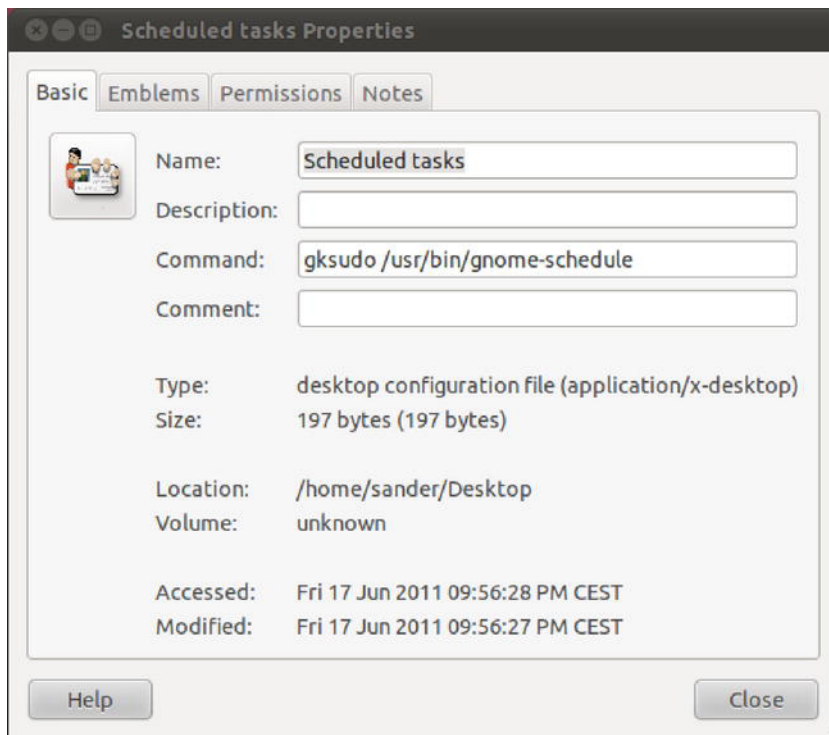 Scheduled tasks Properties
Basic Emblems Permissions Notes
Name: Scheduled tasks
Description:
Command: gksudo /usr/bin/gnome-schedule
Comment:
Type: desktop configuration file (application/x-desktop)
Size: 197 bytes (197 bytes)
Location: /home/sander/Desktop
Volume: unknown
Accessed: Fri 17 Jun 2011 09:56:28 PM CEST
Modified: Fri 17 Jun 2011 09:56:27 PM CEST
Help Close